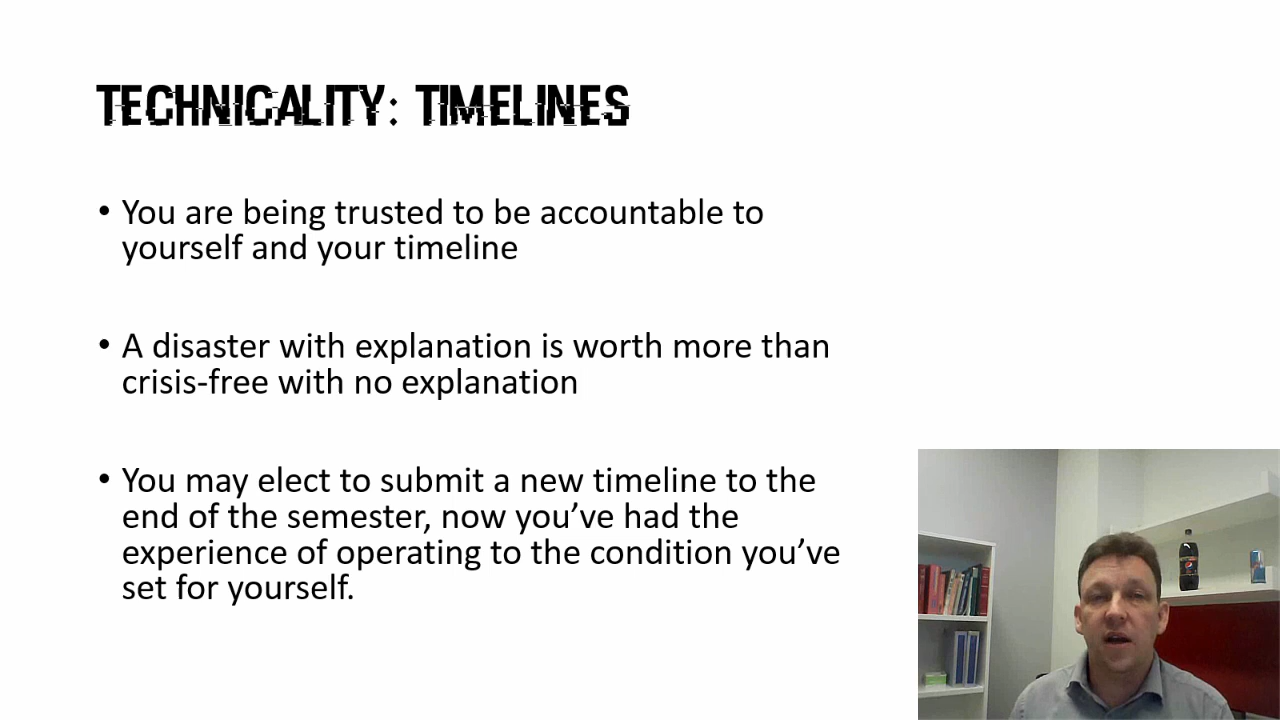 TECHNICALITY: TIMELINES
• You are being trusted to be accountable to
yourself and your timeline
• A disaster with explanation is worth more than
crisis-free with no explanation
• You may elect to submit a new timeline to the
end of the semester, now you’ve had the
experience of operating to the condition you’ve
set for yourself.